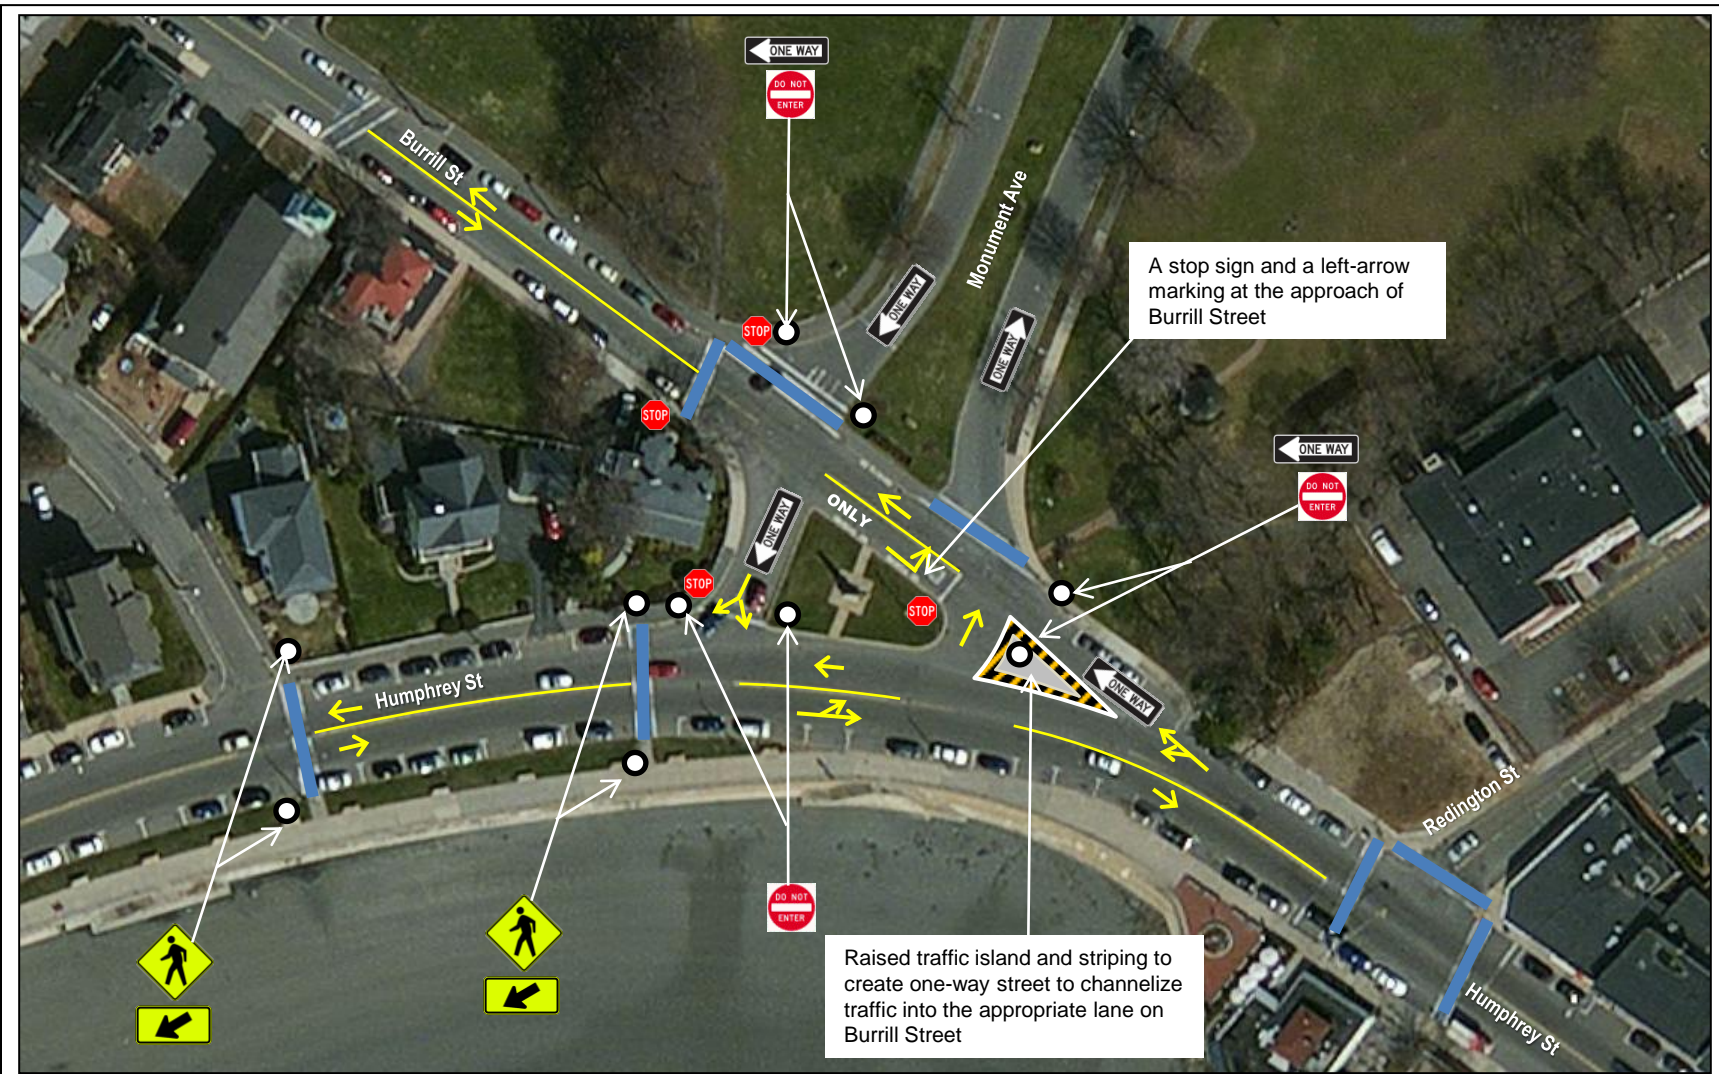 ONE WAY
DO NOT
ENTER
Burrill St
Monument Ave
A stop sign and a left-arrow
marking at the approach of
Burrill Street
ONE WAY
STOP
ONE WAY
STOP
ONE WAY
DO NOT
ENTER
ONLY
ONE WAY
STOP
STOP
ONE WAY
Humphrey St
Redington St
DO NOT
ENTER
Raised traffic island and striping to
create one-way street to channelize
traffic into the appropriate lane on
Burrill Street
Humphrey St